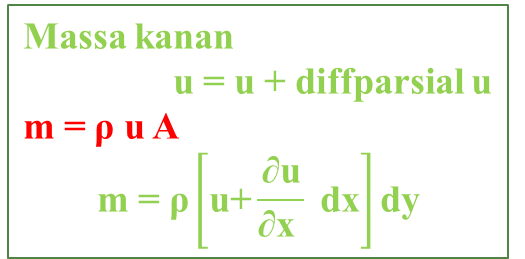 Massa kanan
u = u + diffparsial u
m = ρ u A
m = ρ [u+ ∂u/∂x dx] dy